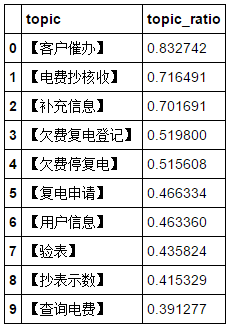 topic topic_ratio
0 【客户催办】 0.832742
1 【电费抄核收】 0.716491
2 【补充信息】 0.701691
3 【欠费复电登记】 0.519800
4 【欠费停复电】 0.515608
5 【复电申请】 0.466334
6 【用户信息】 0.463360
7 【验表】 0.435824
8 【抄表示数】 0.415329
9 【查询电费】 0.391277